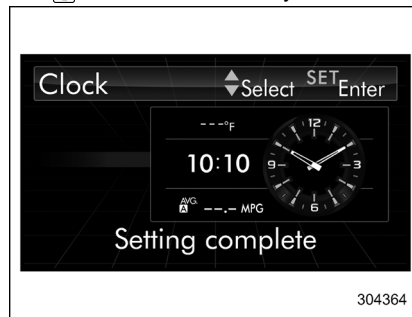 Clock Select SET Enter
---°F
12
10:10
9 3
AVG. A --.- MPG
6
Setting complete
304364